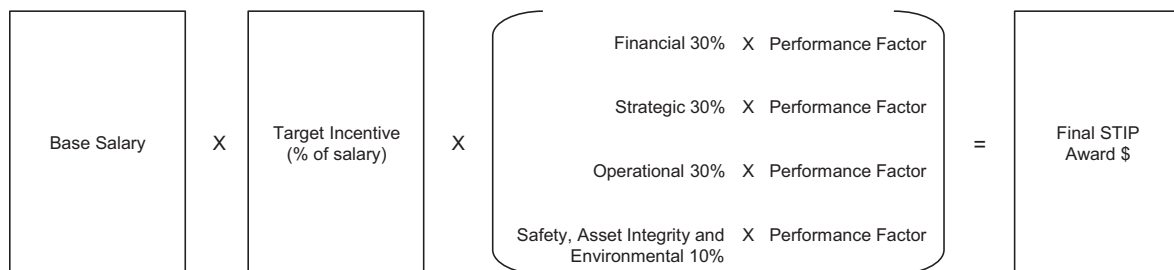 Financial 30% X Performance Factor
Strategic 30% X Performance Factor
Base Salary X Target Incentive
(% of salary) X = Final STIP
Award $
Operational 30% X Performance Factor
Safety, Asset Integrity and
Environmental 10% X Performance Factor